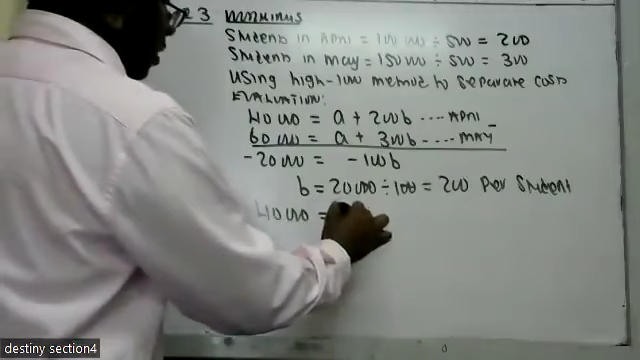 23
Students in April = 100 000 ÷ 500 = 200
Students in may = 150 000 ÷ 500 = 300
Using high-low method to separate costs
EVALUATION:
40 000 = a + 200b .... April
60 000 = a + 300b .... MAY
-20 000 = -100b
b = 20 000 ÷ 100 = 200 Per Student
40 000 =
destiny section4